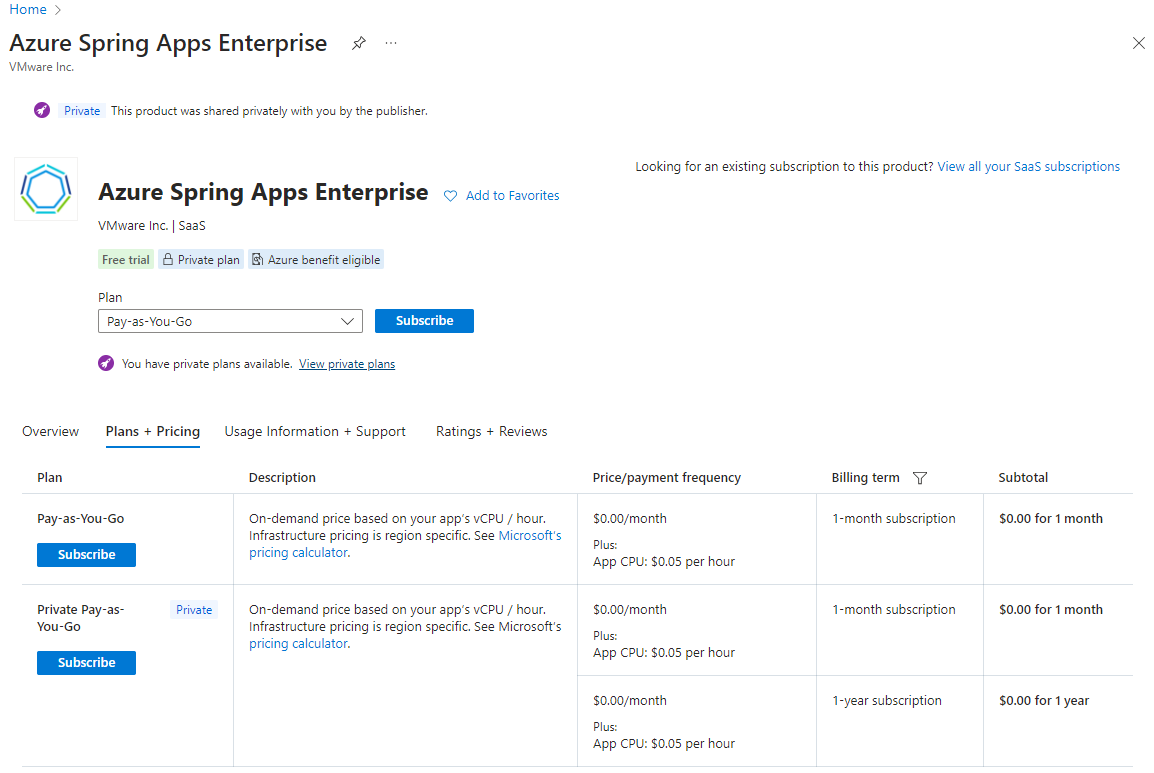 Home
Azure Spring Apps Enterprise
VMware Inc.
Private This product was shared privately with you by the publisher.
Looking for an existing subscription to this product? View all your SaaS subscriptions
Azure Spring Apps Enterprise Add to Favorites
VMware Inc. | SaaS
Free trial Private plan Azure benefit eligible
Plan
Pay-as-You-Go Subscribe
You have private plans available. View private plans
Overview Plans + Pricing Usage Information + Support Ratings + Reviews
Plan Description Price/payment frequency Billing term Subtotal
Pay-as-You-Go
Subscribe
On-demand price based on your app's vCPU / hour.
Infrastructure pricing is region specific. See Microsoft's
pricing calculator.
$0.00/month
Plus:
App CPU: $0.05 per hour
1-month subscription
$0.00 for 1 month
Private Pay-as-
You-Go
Private
Subscribe
On-demand price based on your app's vCPU / hour.
Infrastructure pricing is region specific. See Microsoft's
pricing calculator.
$0.00/month
Plus:
App CPU: $0.05 per hour
1-month subscription
$0.00 for 1 month
$0.00/month
Plus:
App CPU: $0.05 per hour
1-year subscription
$0.00 for 1 year